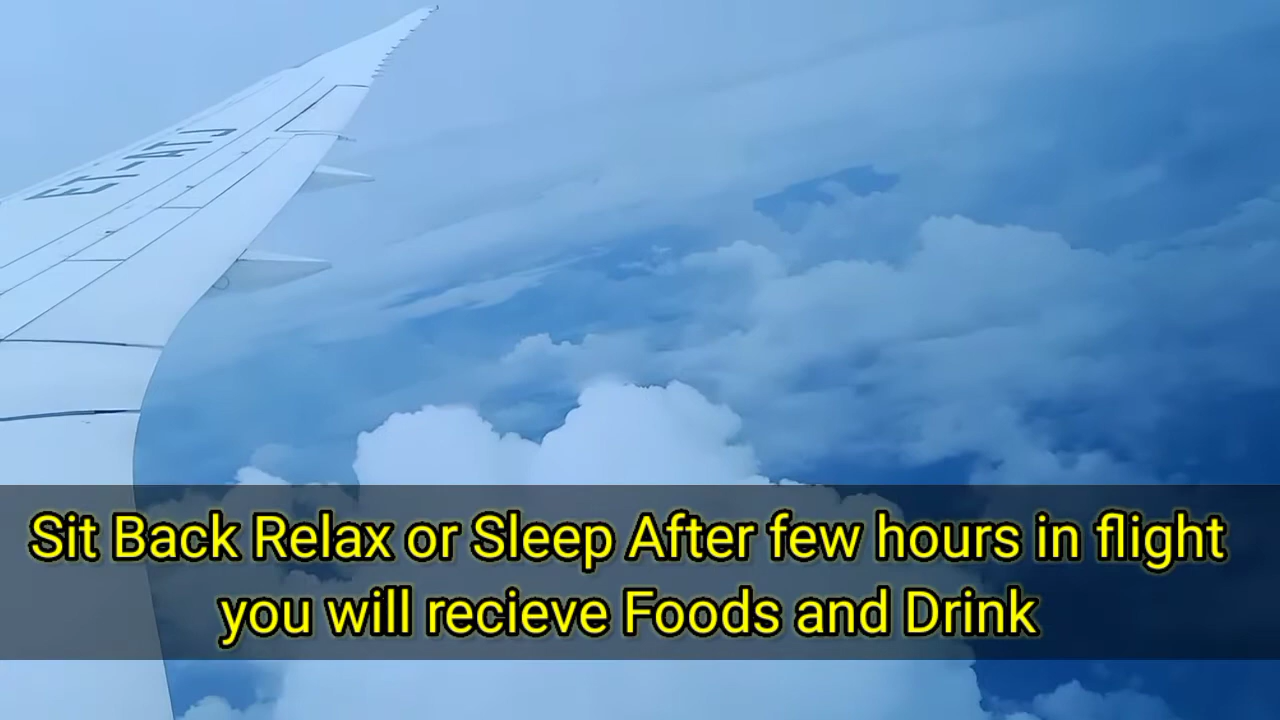 Sit Back Relax or Sleep After few hours in flight
you will recieve Foods and Drink